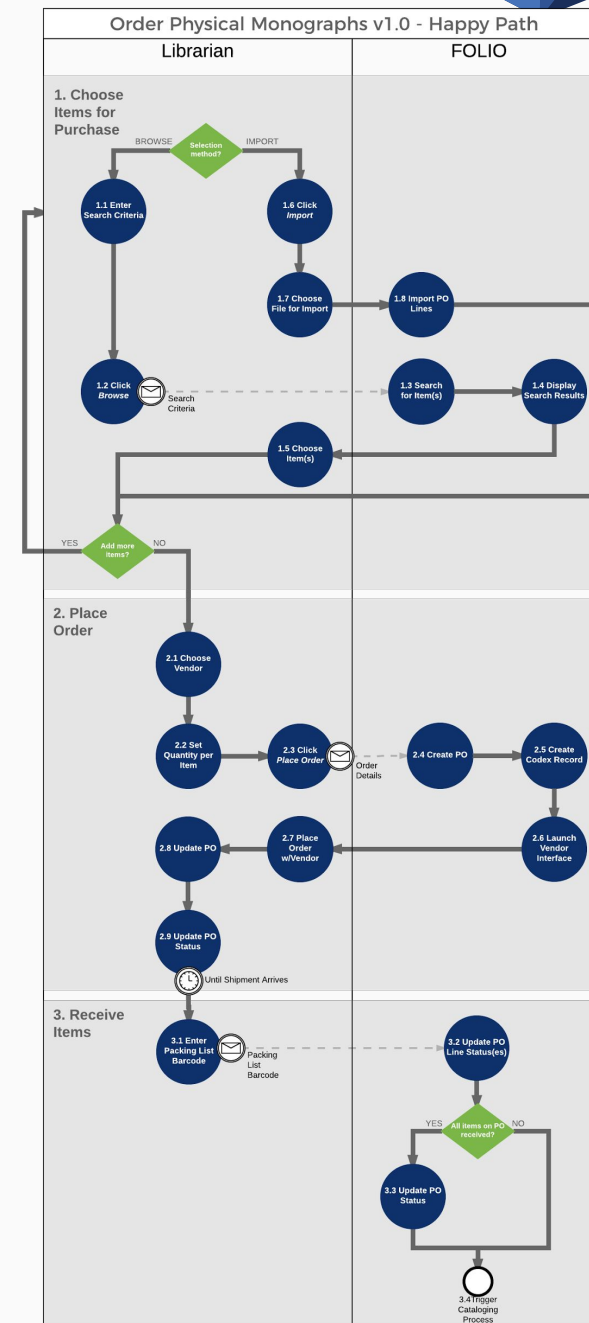 Order Physical Monographs v1.0 - Happy Path
Librarian
FOLIO
1. Choose
Items for
Purchase
BROWSE
Selection
method?
IMPORT
1.1 Enter
Search Criteria
1.6 Click
Import
1.7 Choose
File for Import
1.8 Import PO
Lines
1.2 Click
Browse
Search
Criteria
1.3 Search
for Item(s)
1.4 Display
Search Results
1.5 Choose
Item(s)
YES
Add more
items?
NO
2. Place
Order
2.1 Choose
Vendor
2.2 Set
Quantity per
Item
2.3 Click
Place Order
Order
Details
2.4 Create PO
2.5 Create
Codex Record
2.8 Update PO
2.7 Place
Order
w/Vendor
2.6 Launch
Vendor
Interface
2.9 Update PO
Status
Until Shipment Arrives
3. Receive
Items
3.1 Enter
Packing List
Barcode
Packing
List
Barcode
3.2 Update PO
Line Status(es)
YES
All items on PO
received?
NO
3.3 Update PO
Status
3.4Trigger
Cataloging
Process